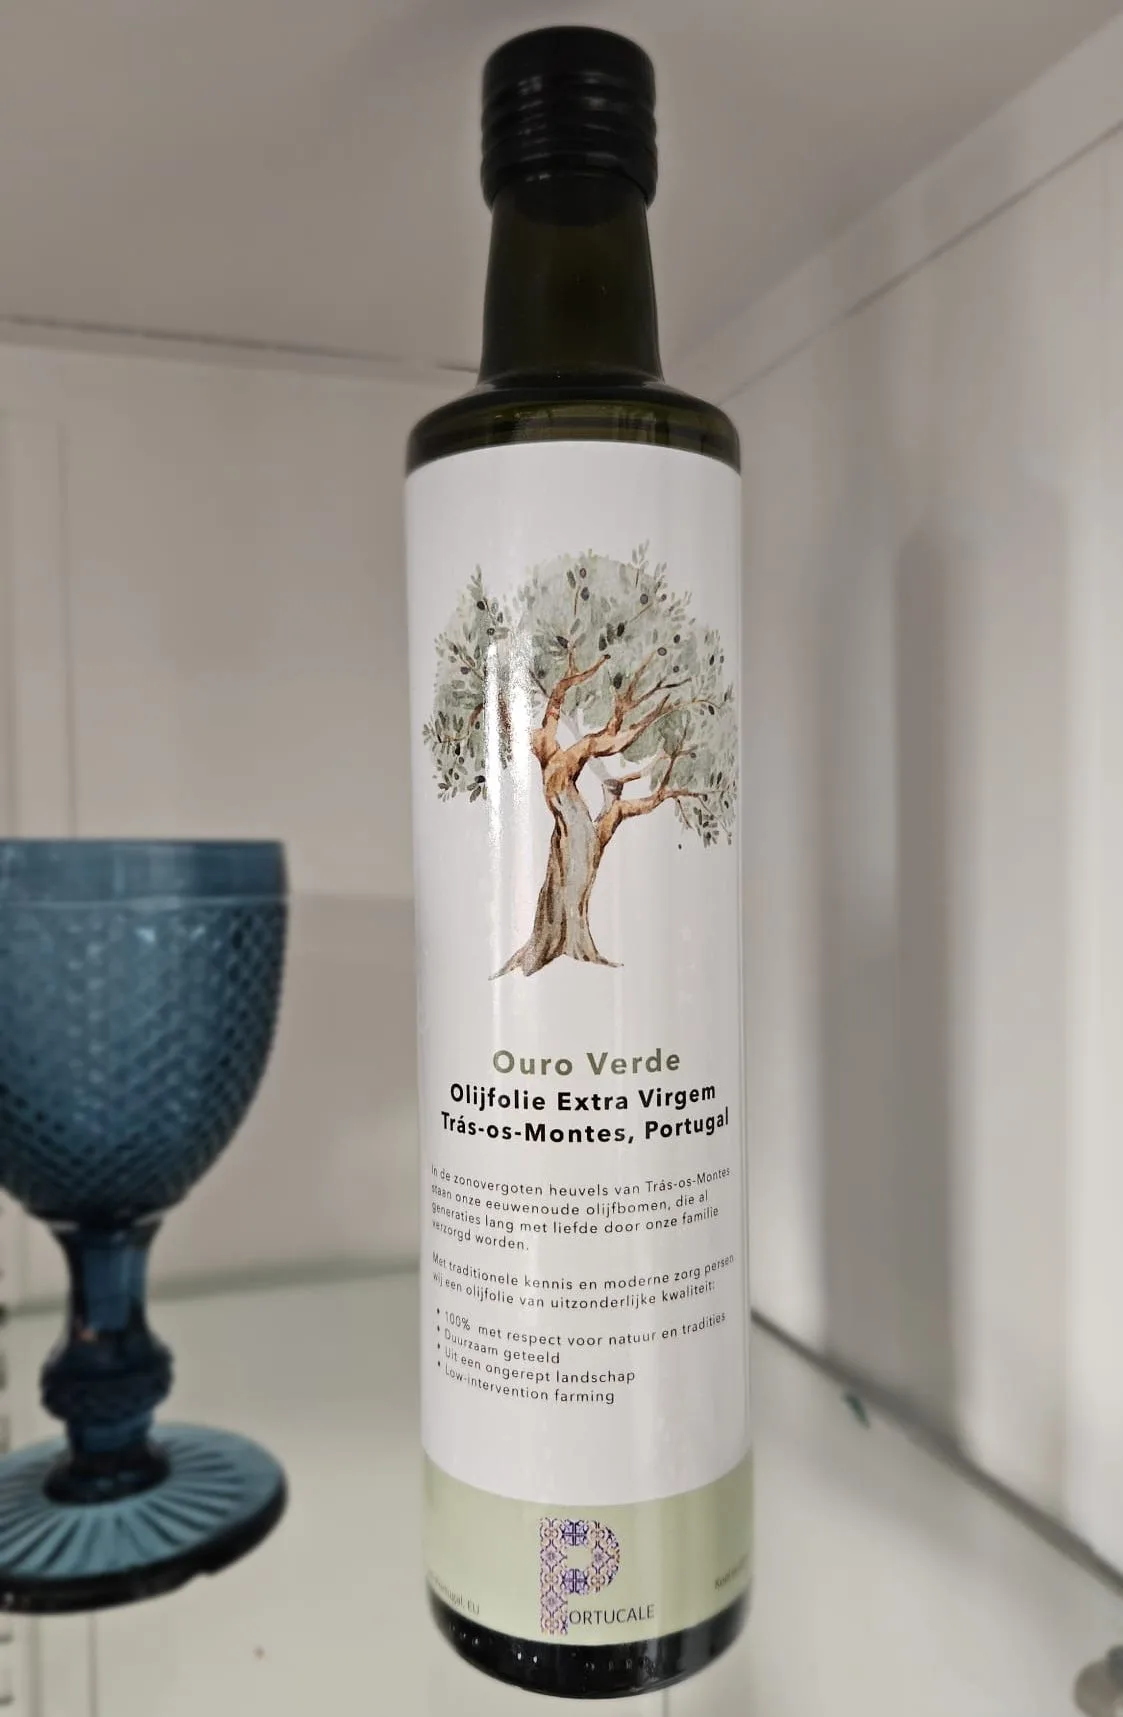 Ouro Verde
Olijfolie Extra Virgem
Trás-os-Montes, Portugal
In de zonovergoten heuvels van Trás-os-Montes
staan onze eeuwenoude olijfbomen, die al
generaties lang met liefde door onze familie
verzorgd worden.
Met traditionele kennis en moderne zorg persen
wij een olijfolie van uitzonderlijke kwaliteit:
* 100% met respect voor natuur en tradities
* Duurzaam geteeld
* Uit een ongerept landschap
* Low-intervention farming
Portugal, EU
PORTUCALE